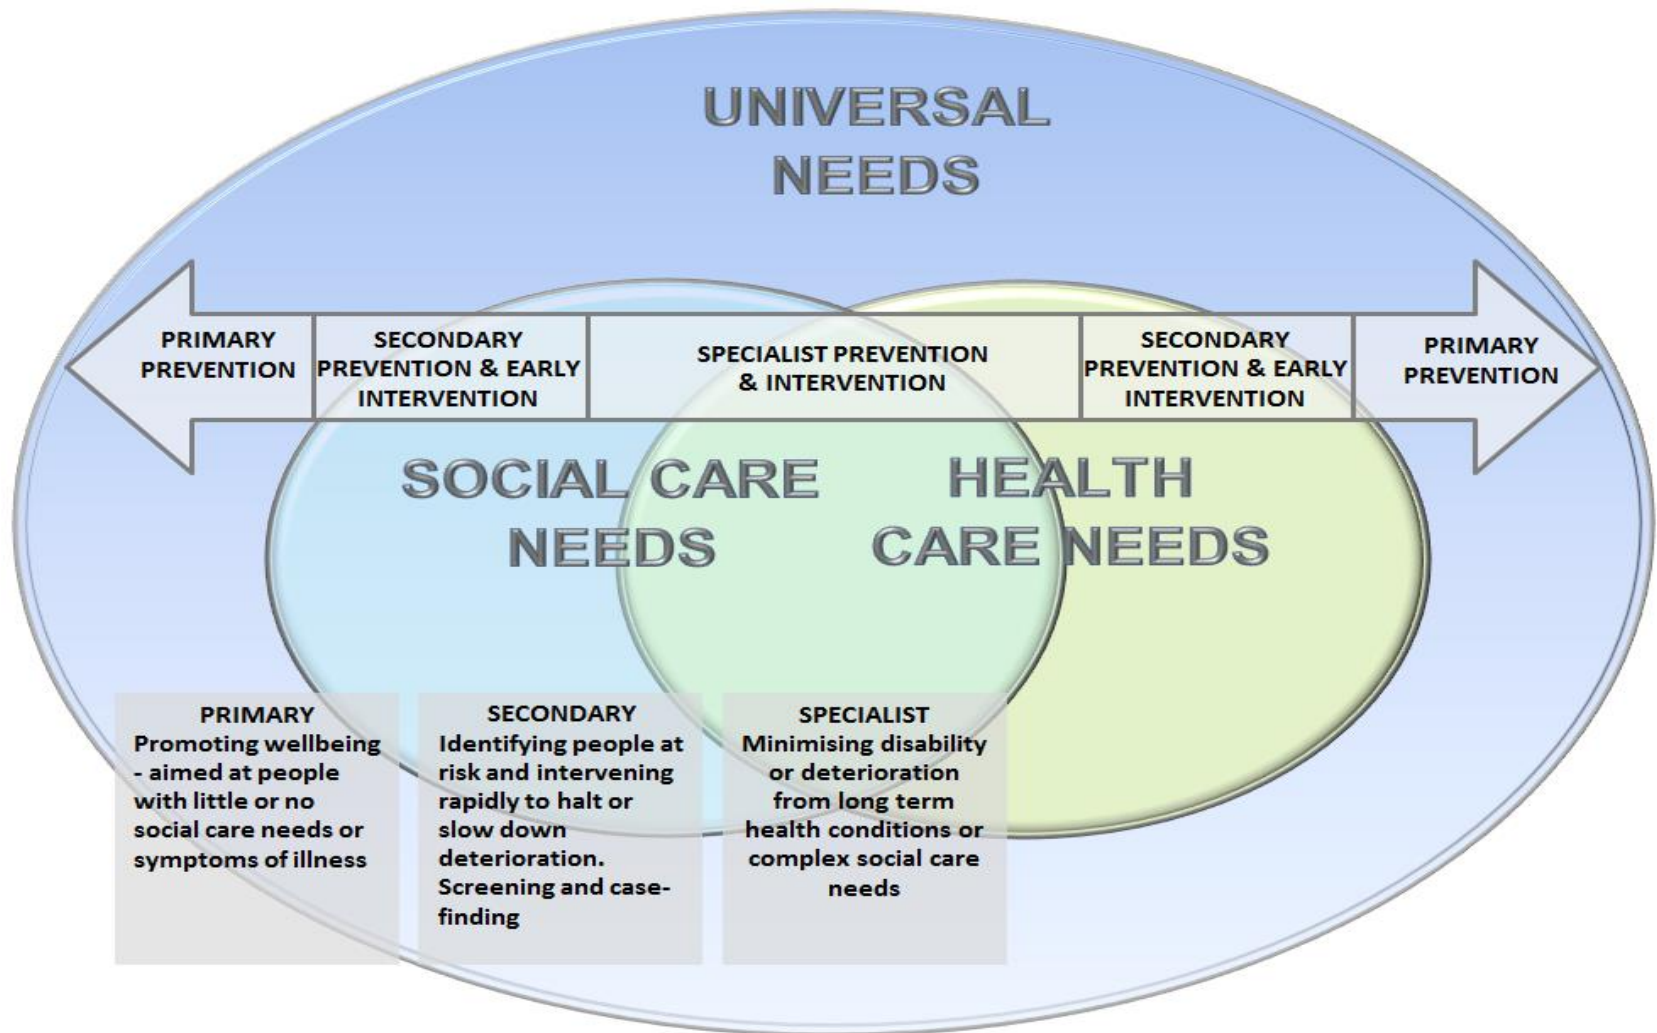 UNIVERSAL
NEEDS
PRIMARY
PREVENTION
SECONDARY
PREVENTION & EARLY
INTERVENTION
SPECIALIST PREVENTION
& INTERVENTION
SECONDARY
PREVENTION & EARLY
INTERVENTION
PRIMARY
PREVENTION
SOCIAL CARE
NEEDS
HEALTH
CARE NEEDS
PRIMARY
Promoting wellbeing
- aimed at people
with little or no
social care needs or
symptoms of illness
SECONDARY
Identifying people at
risk and intervening
rapidly to halt or
slow down
deterioration.
Screening and case-
finding
SPECIALIST
Minimising disability
or deterioration
from long term
health conditions or
complex social care
needs